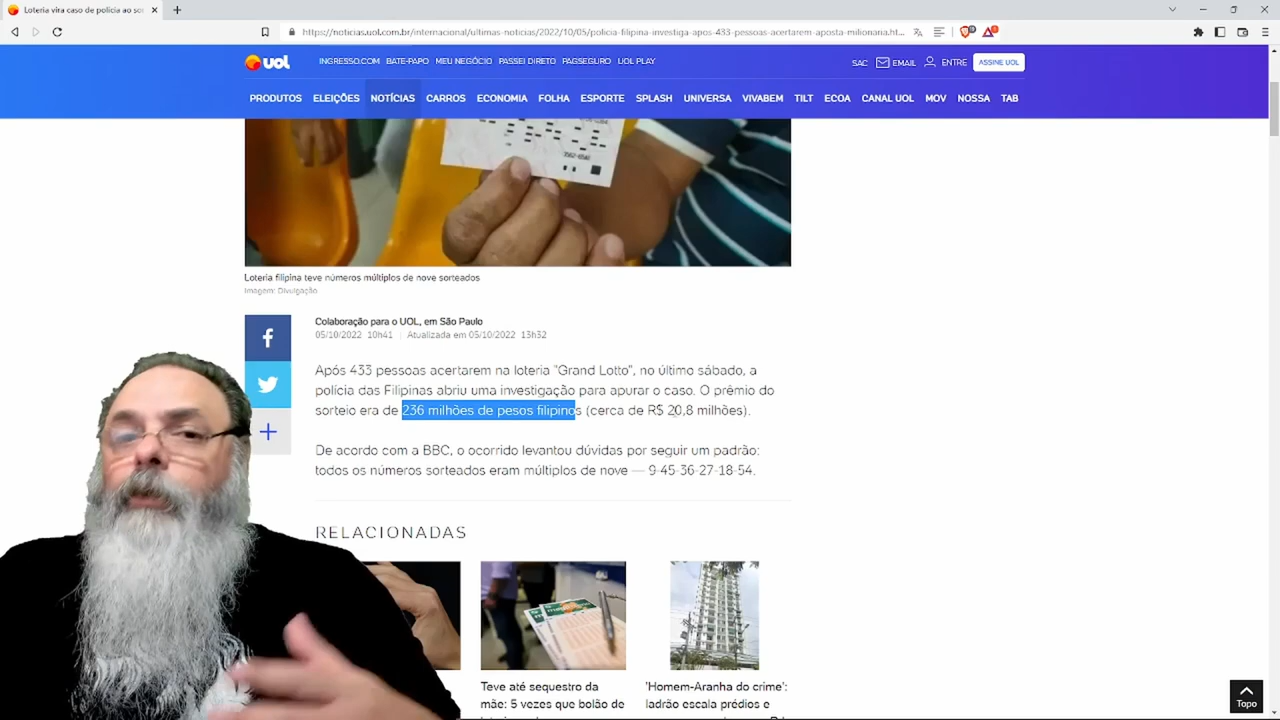 Loteria vira caso de polícia ao so
https://noticias.uol.com.br/internacional/ultimas-noticias/2022/10/05/policia-filipina-investiga-apos-433-pessoas-acertarem-aposta-milionaria.ht...
UOL
INGRESSO.COM BATE-PAPO MEU NEGÓCIO PASSEI DIRETO PAGSEGURO UOL PLAY
SAC EMAIL ENTRE ASSINE UOL
PRODUTOS ELEIÇÕES NOTÍCIAS CARROS ECONOMIA FOLHA ESPORTE SPLASH UNIVERSA VIVABEM TILT ECOA CANAL UOL MOV NOSSA TAB
Loteria filipina teve números múltiplos de nove sorteados
Imagem: Divulgação
Colaboração para o UOL, em São Paulo
05/10/2022 10h41 | Atualizada em 05/10/2022 13h32
Após 433 pessoas acertarem na loteria "Grand Lotto", no último sábado, a
polícia das Filipinas abriu uma investigação para apurar o caso. O prêmio do
sorteio era de 236 milhões de pesos filipinos (cerca de R$ 20,8 milhões).
De acordo com a BBC, o ocorrido levantou dúvidas por seguir um padrão:
todos os números sorteados eram múltiplos de nove — 9-45-36-27-18-54.
RELACIONADAS
Teve até sequestro da
mãe: 5 vezes que bolão de
'Homem-Aranha do crime':
ladrão escala prédios e
Topo